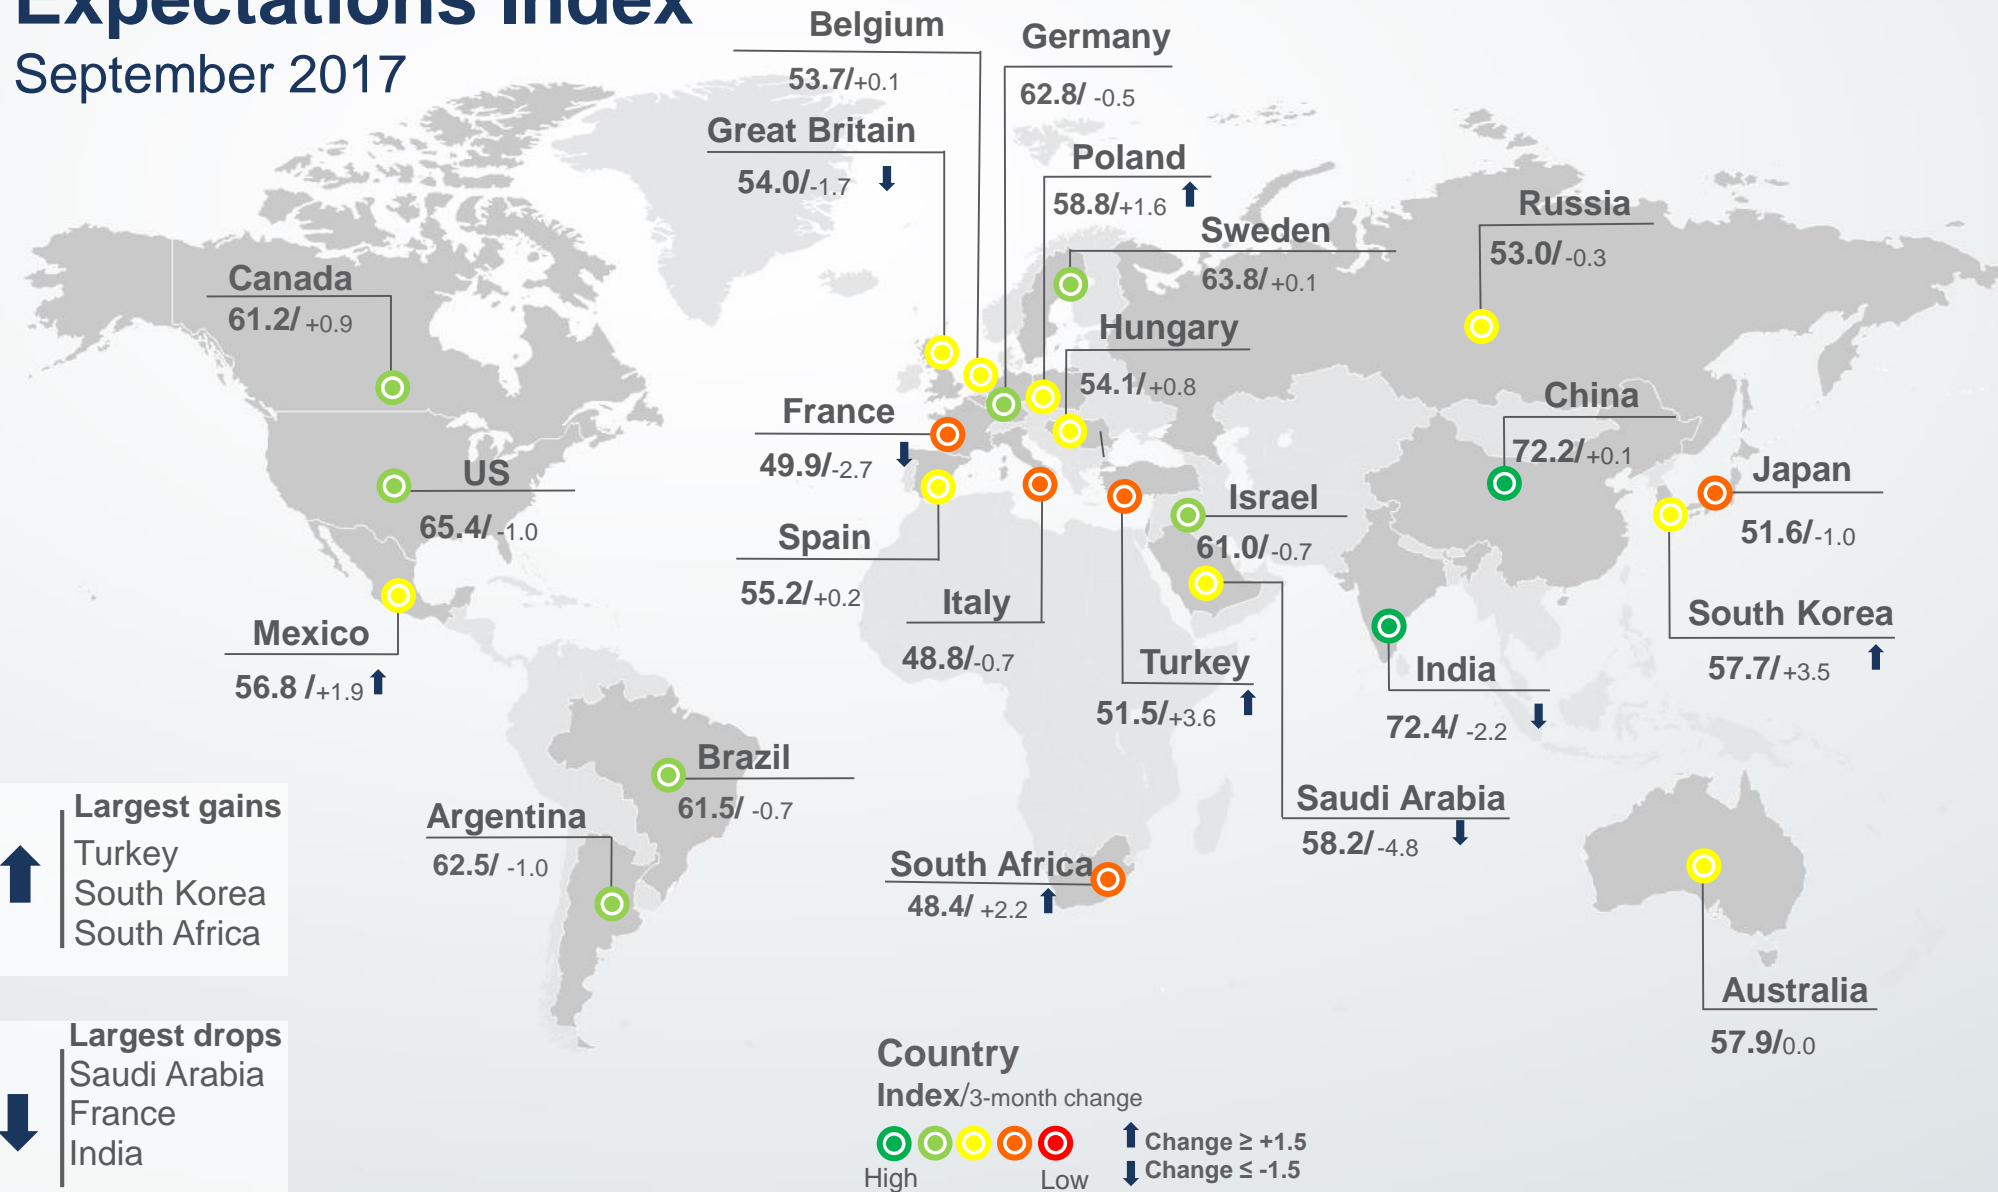 Expectations Index
September 2017
Belgium
53.7/+0.1
Germany
62.8/ -0.5
Great Britain
54.0/-1.7
Poland
58.8/+1.6
Sweden
63.8/+0.1
Russia
53.0/-0.3
Canada
61.2/ +0.9
Hungary
54.1/+0.8
France
49.9/-2.7
China
72.2/+0.1
US
65.4/ -1.0
Japan
51.6/-1.0
Israel
61.0/-0.7
Spain
55.2/+0.2
Italy
48.8/-0.7
Mexico
56.8 /+1.9
Turkey
51.5/+3.6
India
72.4/ -2.2
South Korea
57.7/+3.5
Brazil
61.5/ -0.7
Argentina
62.5/ -1.0
Saudi Arabia
58.2/-4.8
South Africa
48.4/ +2.2
Australia
57.9/0.0
Largest gains
Turkey
South Korea
South Africa
Largest drops
Saudi Arabia
France
India
Country
Index/3-month change
High
Low
Change ≥ +1.5
Change ≤ -1.5